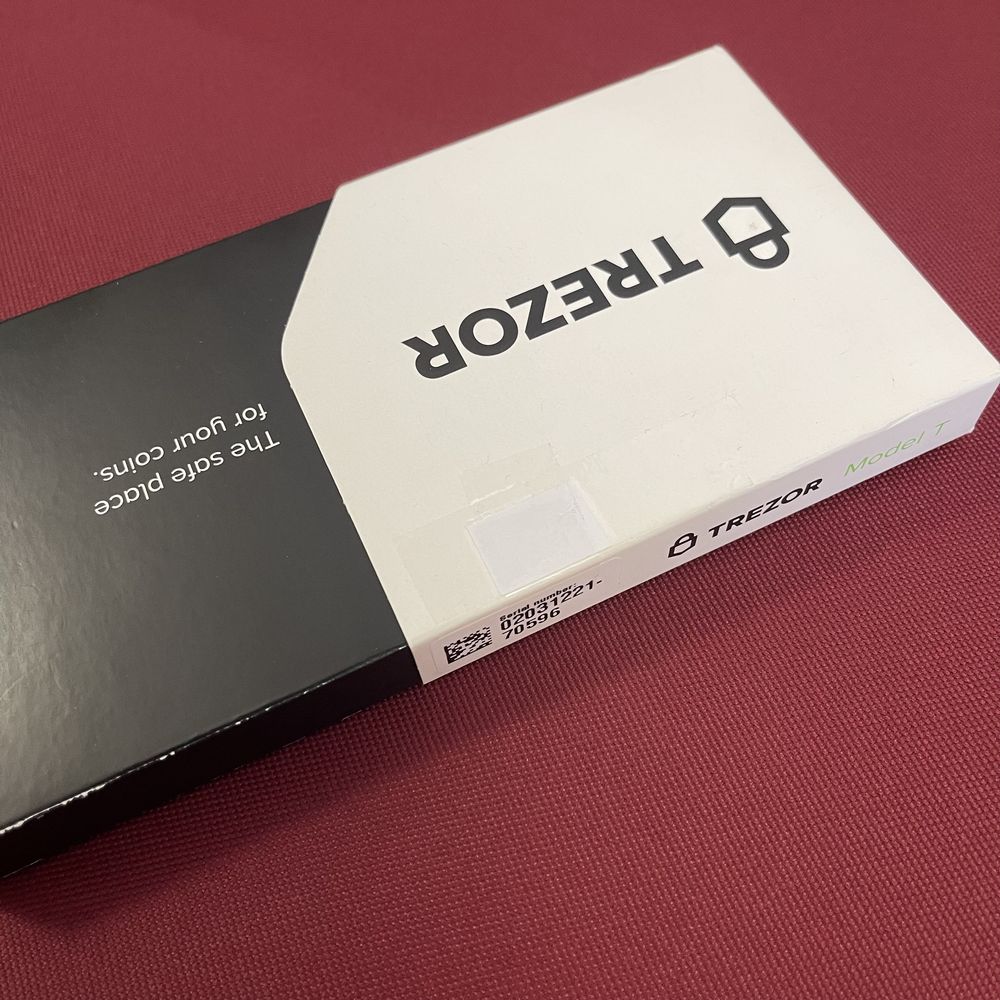 TREZOR
The safe place
for your coins.
TREZOR Model T
Serial number:
02031221-
70596